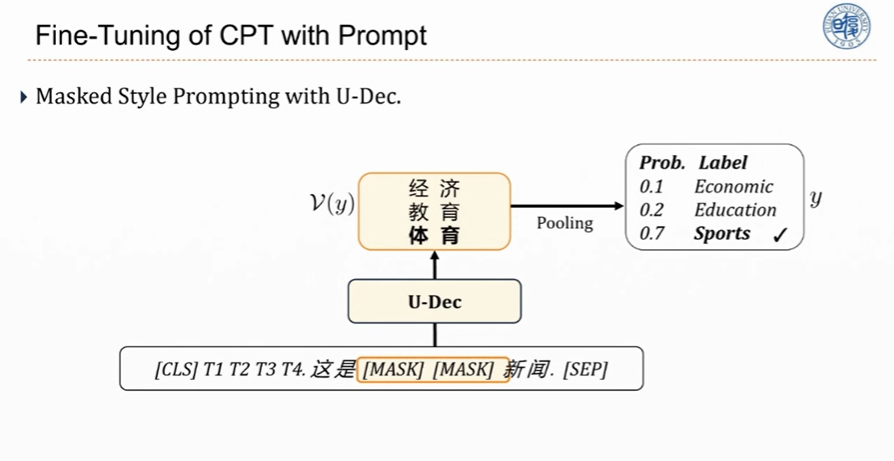 Fine-Tuning of CPT with Prompt
Masked Style Prompting with U-Dec.
V(y)
经 济
教 育
体 育
Pooling
Prob. Label
0.1 Economic
0.2 Education
0.7 Sports ✓
y
U-Dec
[CLS] T1 T2 T3 T4. 这是 [MASK] [MASK] 新闻. [SEP]